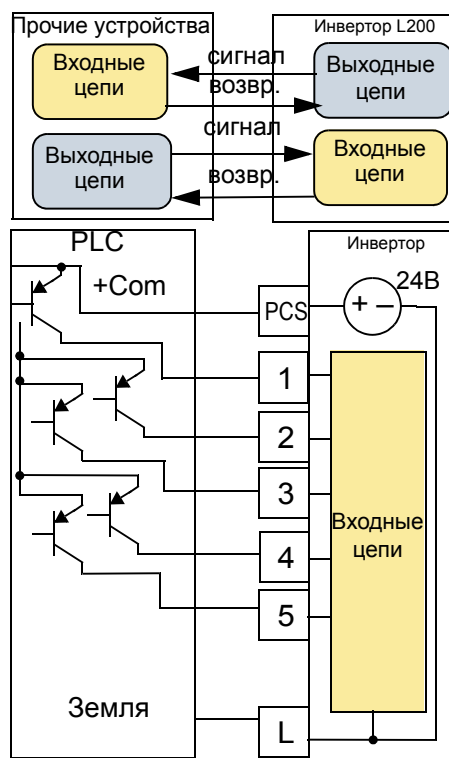 Прочие устройства
Инвертор L200
Входные
цепи
сигнал
возвр.
Выходные
цепи
Выходные
цепи
сигнал
возвр.
Входные
цепи
PLC
Инвертор
+Com
PCS
+ –
24В
1
2
3
4
5
Входные
цепи
Земля
L